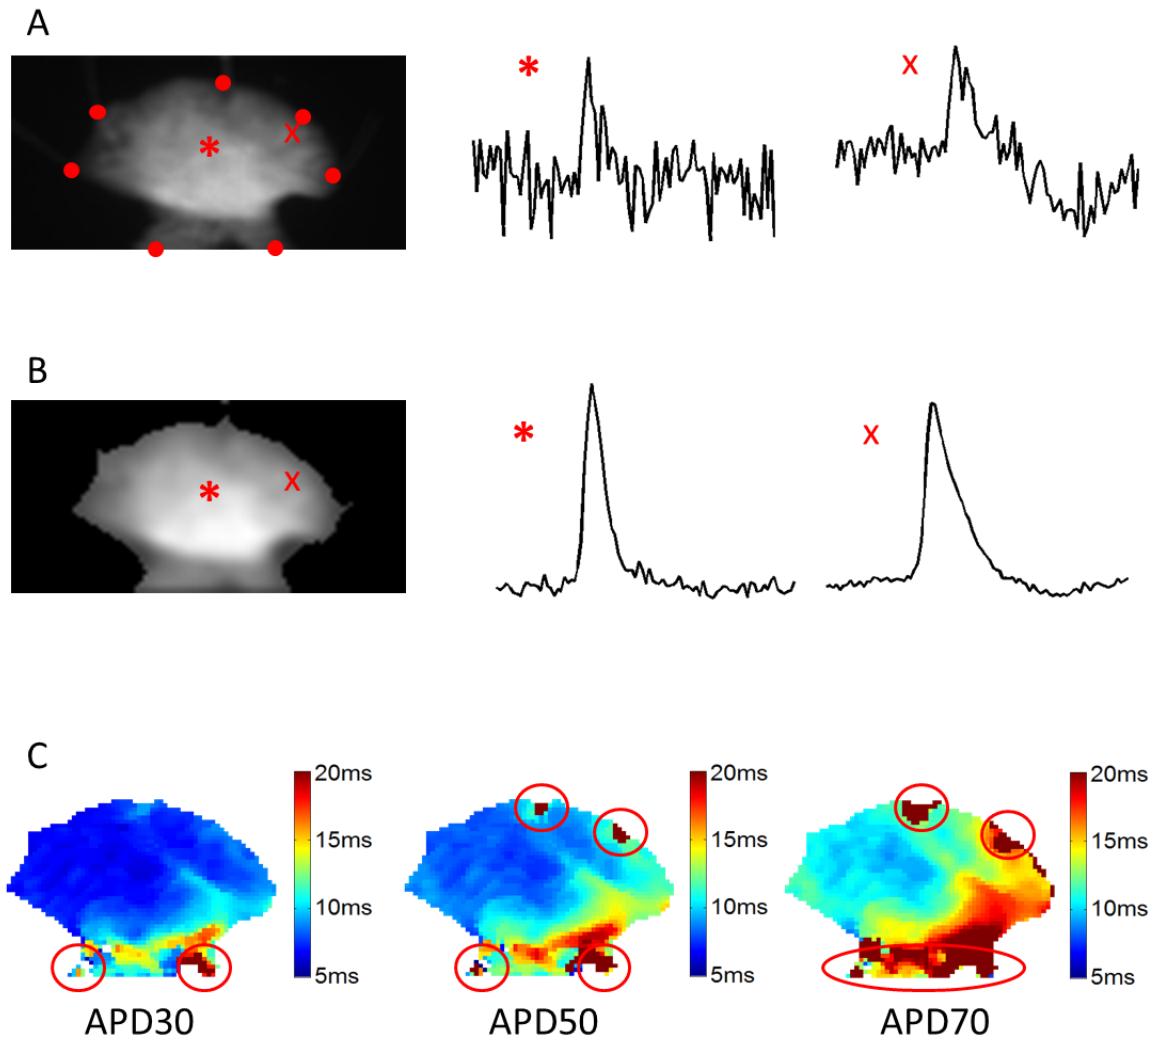 A
* x
* x
B
* x
* x
C
20ms 20ms 20ms
15ms 15ms 15ms
10ms 10ms 10ms
5ms 5ms 5ms
APD30 APD50 APD70